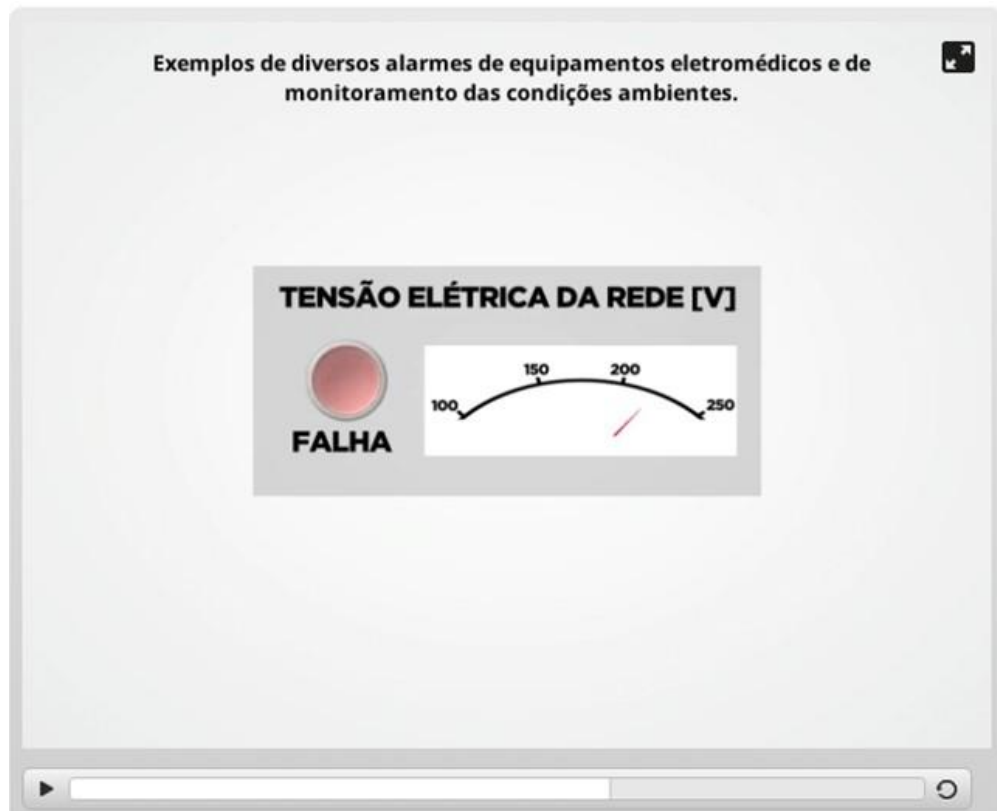 Exemplos de diversos alarmes de equipamentos eletromédicos e de
monitoramento das condições ambientes.
TENSÃO ELÉTRICA DA REDE [V]
100 150 200 250
FALHA